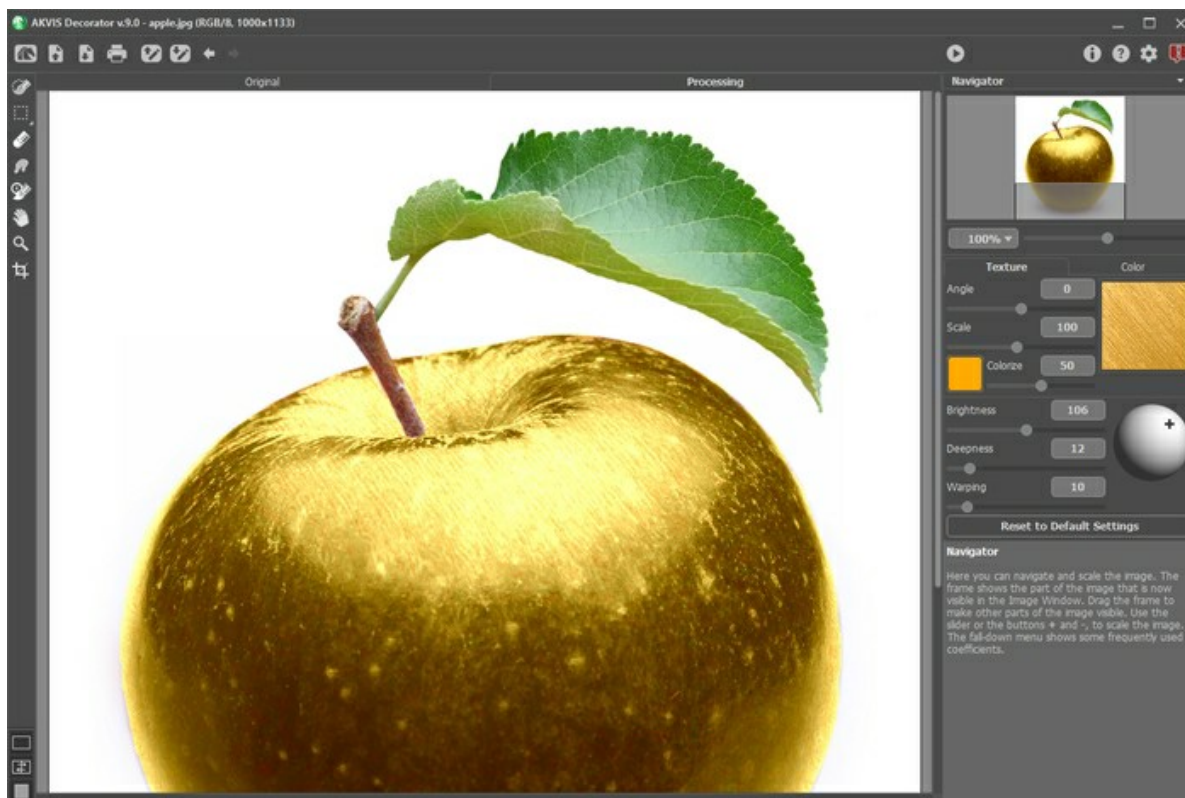 AKVIS Decorator v.9.0 - apple.jpg (RGB/8, 1000x1133)
Original
Processing
Navigator
100%
Texture
Color
Angle
0
Scale
100
Colorize
50
Brightness
106
Deepness
12
Warping
10
Reset to Default Settings
Navigator
Here you can navigate and scale the image. The
frame shows the part of the image that is now
visible in the Image Window. Drag the frame to
make other parts of the image visible. Use the
slider or the buttons + and -, to scale the image.
The fall-down menu shows some frequently used
coefficients.